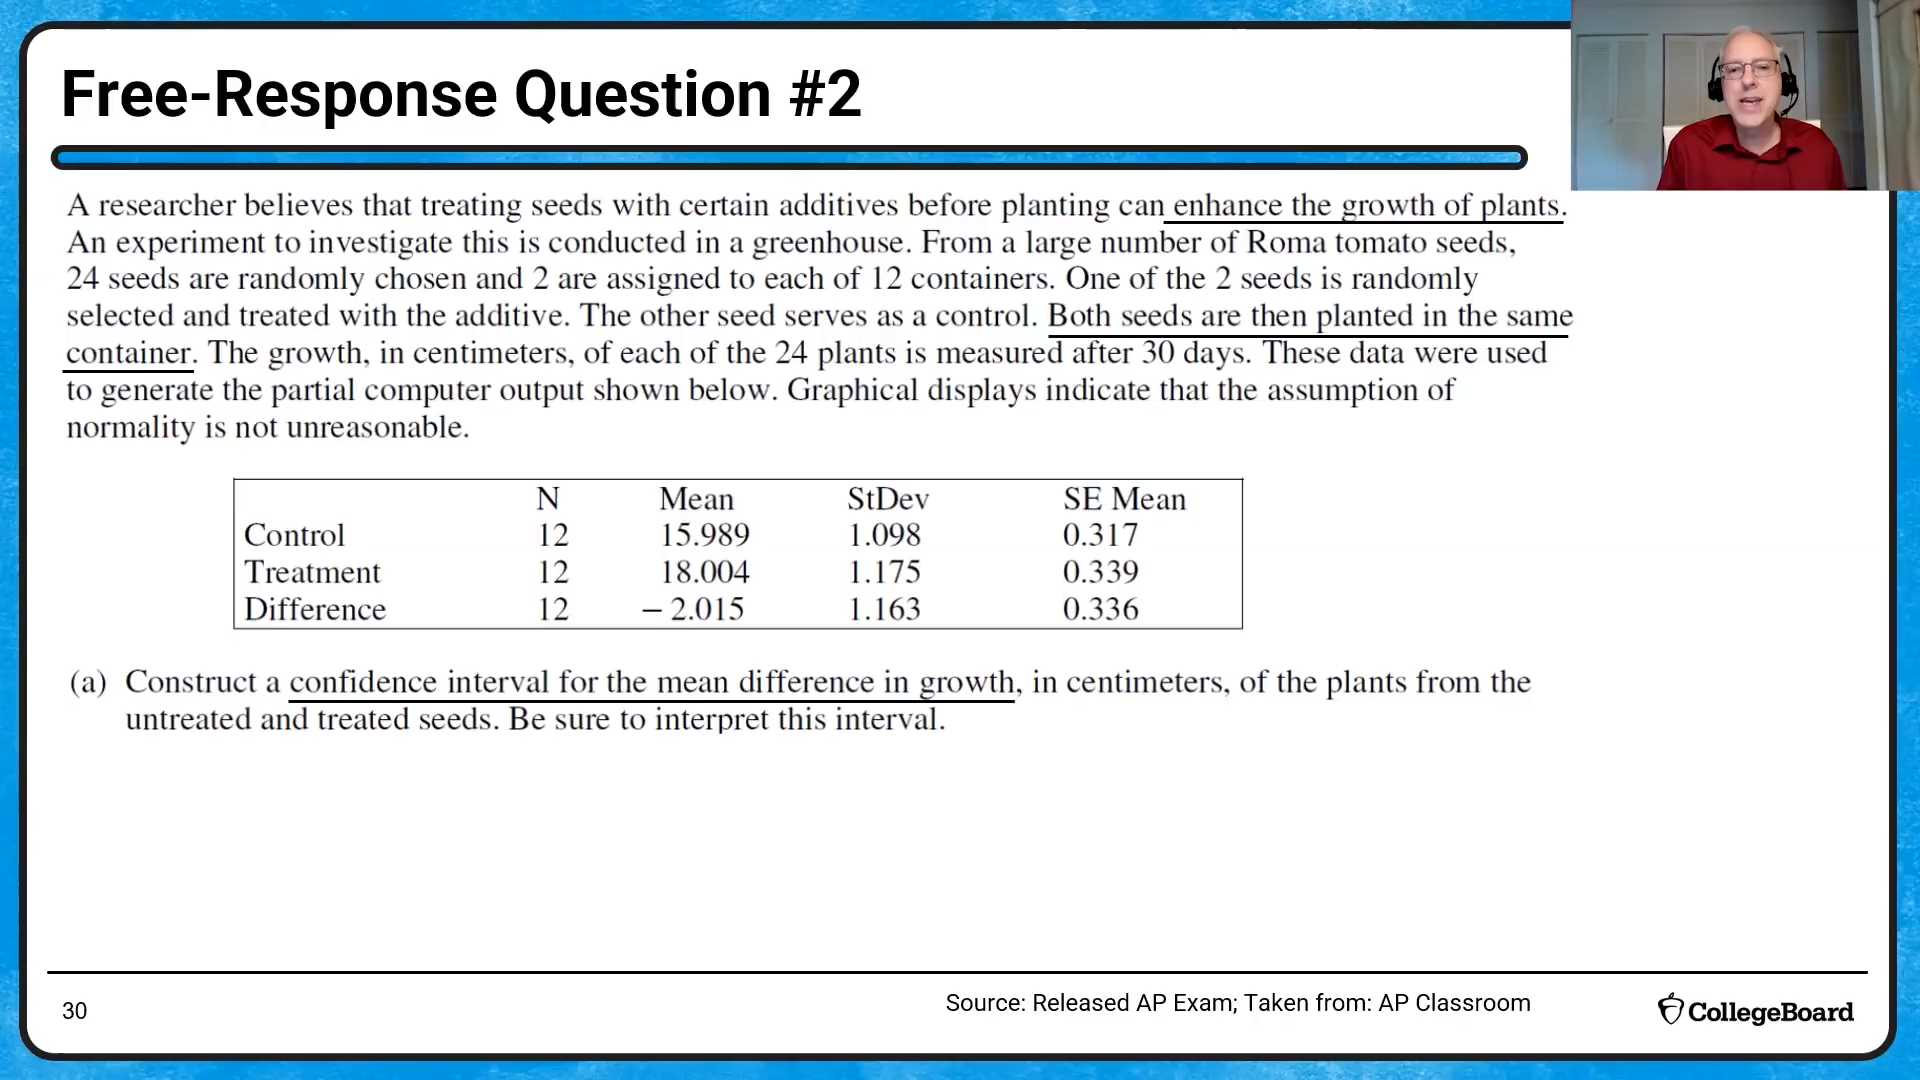 Free-Response Question #2
A researcher believes that treating seeds with certain additives before planting can enhance the growth of plants.
An experiment to investigate this is conducted in a greenhouse. From a large number of Roma tomato seeds,
24 seeds are randomly chosen and 2 are assigned to each of 12 containers. One of the 2 seeds is randomly
selected and treated with the additive. The other seed serves as a control. Both seeds are then planted in the same
container. The growth, in centimeters, of each of the 24 plants is measured after 30 days. These data were used
to generate the partial computer output shown below. Graphical displays indicate that the assumption of
normality is not unreasonable.
N Mean StDev SE Mean
Control 12 15.989 1.098 0.317
Treatment 12 18.004 1.175 0.339
Difference 12 − 2.015 1.163 0.336
(a) Construct a confidence interval for the mean difference in growth, in centimeters, of the plants from the
untreated and treated seeds. Be sure to interpret this interval.
30
Source: Released AP Exam; Taken from: AP Classroom
CollegeBoard